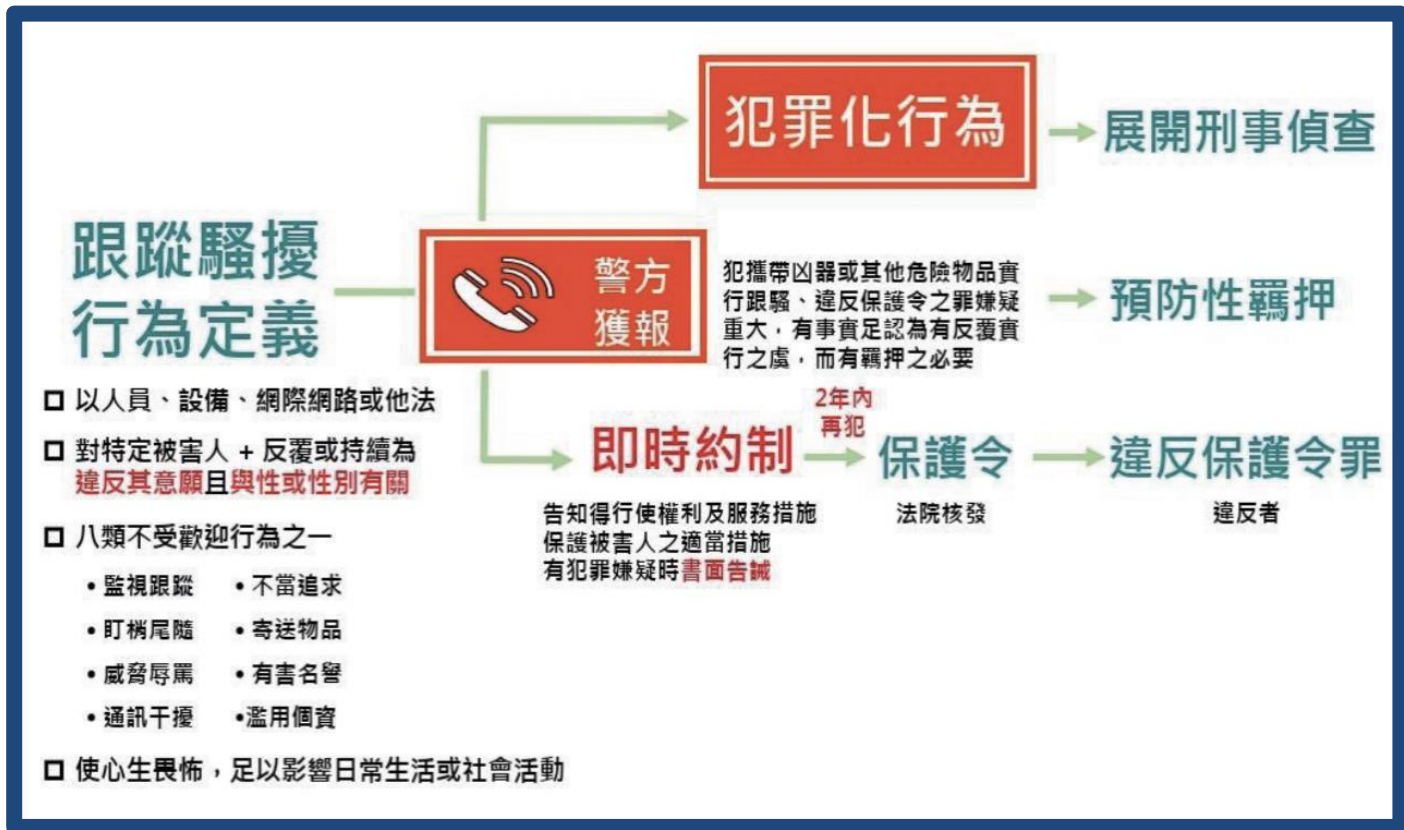 犯罪化行為
展開刑事偵查
跟蹤騷擾
行為定義
警方
獲報
犯攜帶凶器或其他危險物品實
行跟騷、違反保護令之罪嫌疑
重大，有事實足認為有反覆實
行之虞，而有羈押之必要
預防性羈押
以人員、設備、網際網路或他法
對特定被害人 + 反覆或持續為
違反其意願且與性或性別有關
八類不受歡迎行為之一
• 監視跟蹤 • 不當追求
• 盯梢尾隨 • 寄送物品
• 威脅辱罵 • 有害名譽
• 通訊干擾 •濫用個資
使心生畏怖，足以影響日常生活或社會活動
即時約制
2年內
再犯
保護令
違反保護令罪
告知得行使權利及服務措施
保護被害人之適當措施
有犯罪嫌疑時書面告誡
法院核發
違反者